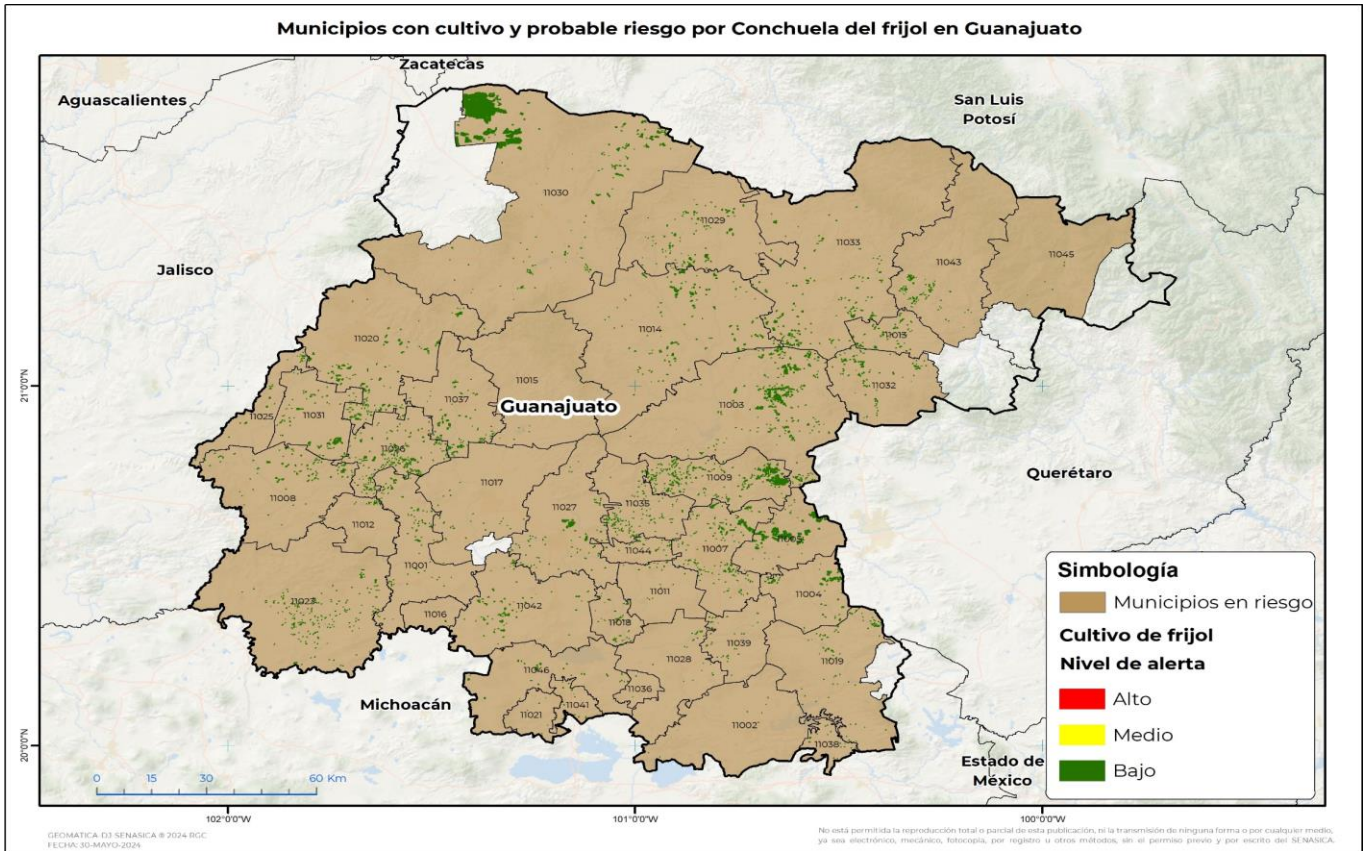 Municipios con cultivo y probable riesgo por Conchuela del frijol en Guanajuato
Zacatecas
Aguascalientes
San Luis
Potosí
11030
11029
11033
11043
11045
Jalisco
11014
11020
11013
11015
11032
21°0'0"N
11003
11037
Guanajuato
11025
11031
Querétaro
11009
11017
11008
11035
11027
11012
11044
11007
11005
11001
11011
11004
11023
11042
11016
11018
11039
11019
11028
11046
11036
Michoacán
11021
11041
11002
20°0'0"N
11038
Estado de
México
0 15 30 60 Km
Simbología
Municipios en riesgo
Cultivo de frijol
Nivel de alerta
Alto
Medio
Bajo
102°0'0"W 101°0'0"W 100°0'0"W
GEOMATICA-DJ-SENASICA ® 2024 RGC
FECHA: 30-MAYO-2024
No está permitida la reproducción total o parcial de esta publicación, ni la transmisión de ninguna forma o por cualquier medio,
ya sea electrónico, mecánico, fotocopia, por registro u otros métodos, sin el permiso previo y por escrito del SENASICA.